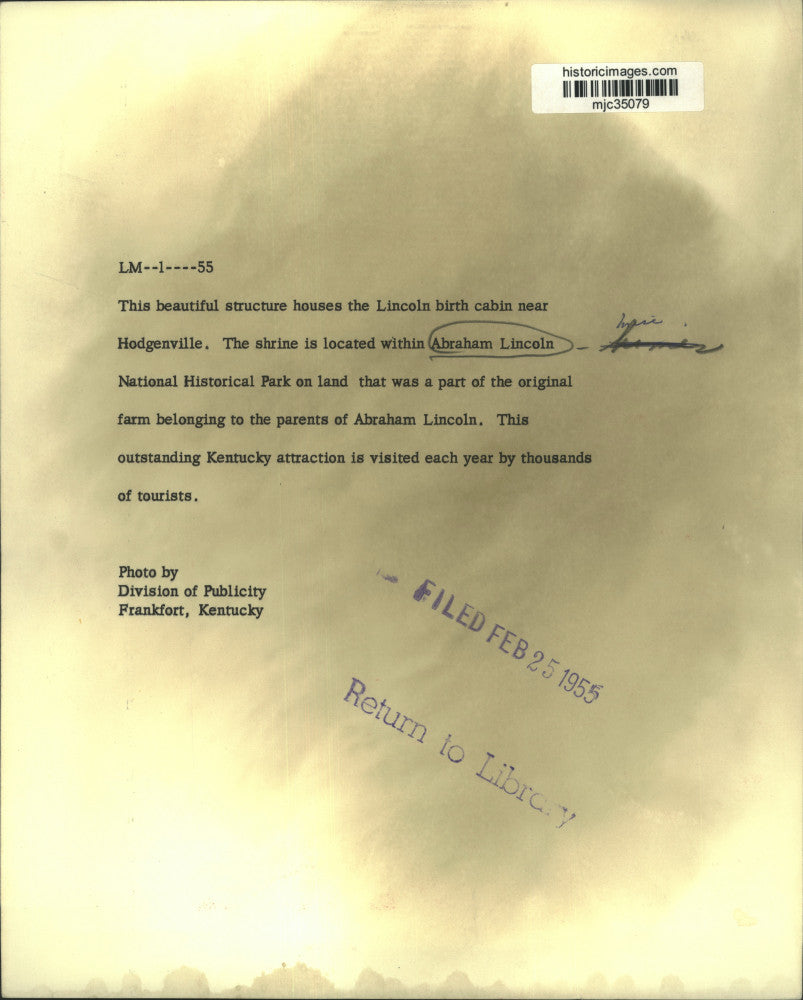 historicimages.com
mjc35079
LM--1----55
This beautiful structure houses the Lincoln birth cabin near
Hodgenville. The shrine is located within Abraham Lincoln -
National Historical Park on land that was a part of the original
farm belonging to the parents of Abraham Lincoln. This
outstanding Kentucky attraction is visited each year by thousands
of tourists.
Photo by
Division of Publicity
Frankfort, Kentucky
FILED FEB 25 1955
Return to Library